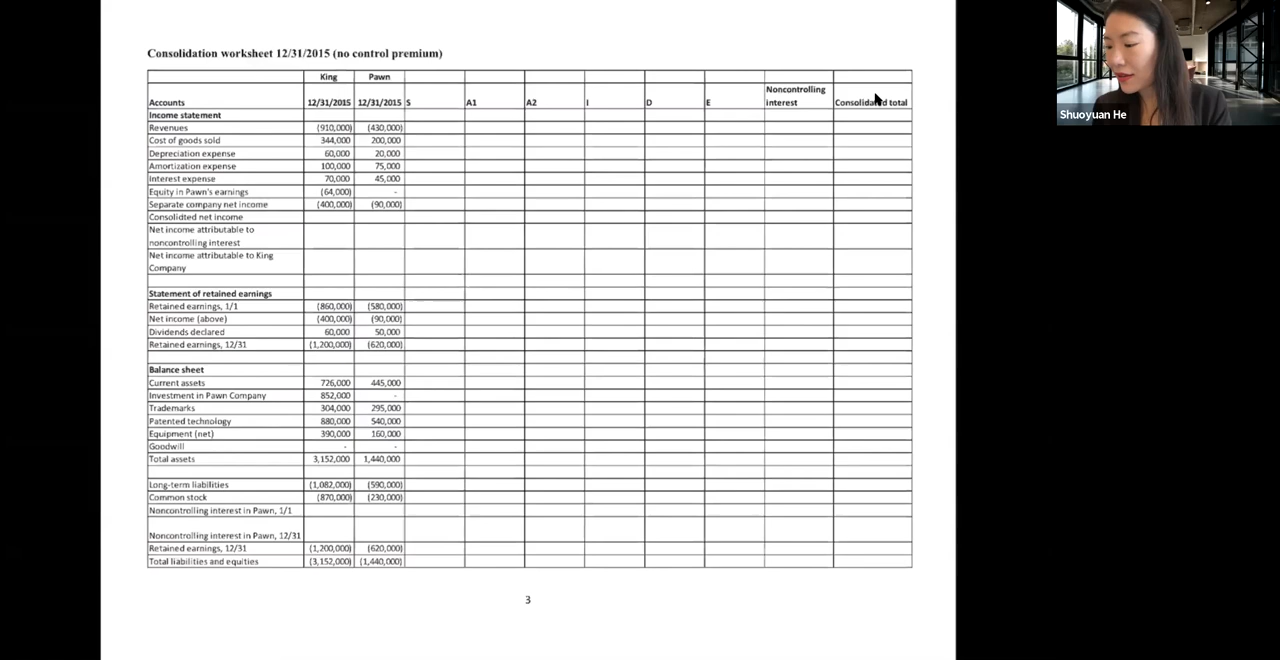 Consolidation worksheet 12/31/2015 (no control premium)
King Pawn
Noncontrolling
Accounts 12/31/2015 12/31/2015 S A1 A2 I D E interest Consolidated total
Income statement
Revenues (910,000) (430,000)
Cost of goods sold 344,000 200,000
Depreciation expense 60,000 20,000
Amortization expense 100,000 75,000
Interest expense 70,000 45,000
Equity in Pawn's earnings (64,000) -
Separate company net income (400,000) (90,000)
Consolidted net income
Net income attributable to
noncontrolling interest
Net income attributable to King
Company
Statement of retained earnings
Retained earnings, 1/1 (860,000) (580,000)
Net income (above) (400,000) (90,000)
Dividends declared 60,000 50,000
Retained earnings, 12/31 (1,200,000) (620,000)
Balance sheet
Current assets 726,000 445,000
Investment in Pawn Company 852,000 -
Trademarks 304,000 295,000
Patented technology 880,000 540,000
Equipment (net) 390,000 160,000
Goodwill - -
Total assets 3,152,000 1,440,000
Long-term liabilities (1,082,000) (590,000)
Common stock (870,000) (230,000)
Noncontrolling interest in Pawn, 1/1
Noncontrolling interest in Pawn, 12/31
Retained earnings, 12/31 (1,200,000) (620,000)
Total liabilities and equities (3,152,000) (1,440,000)
3
Shuoyuan He